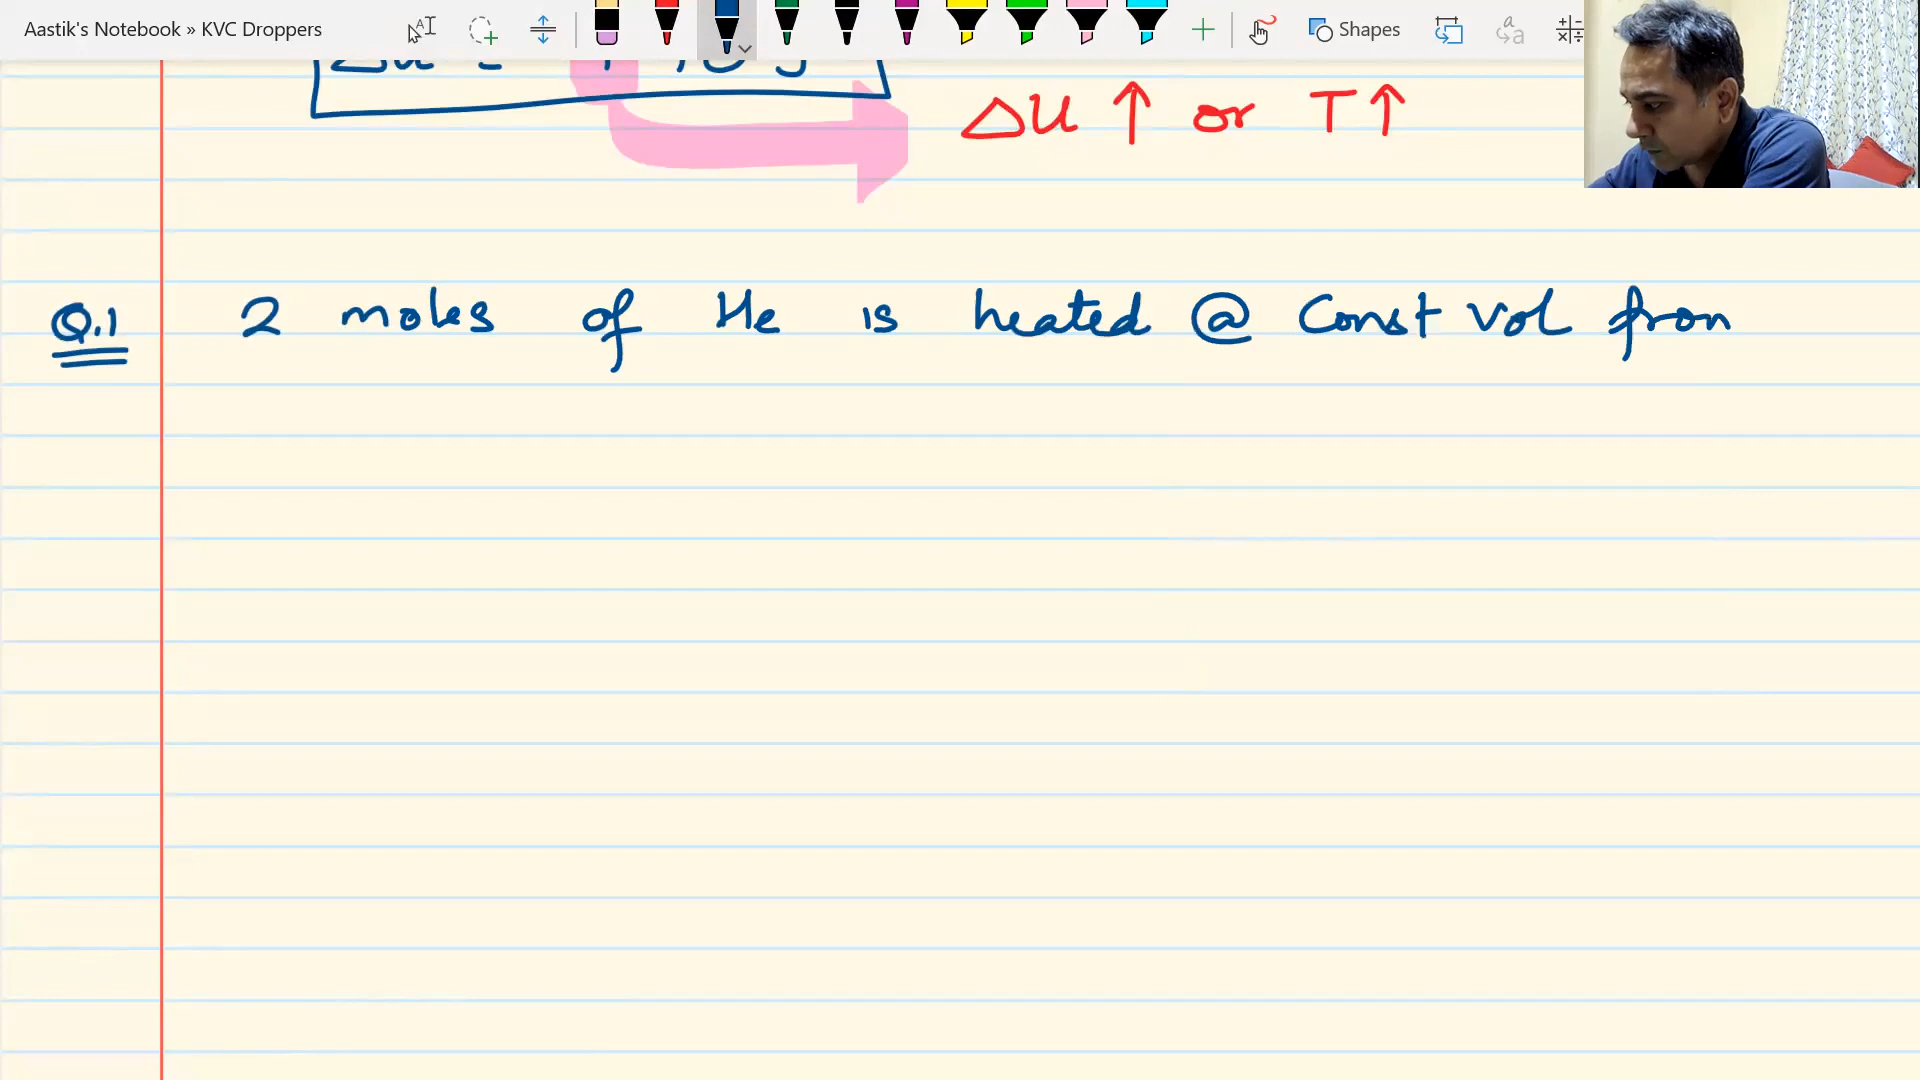 Aastik's Notebook » KVC Droppers
Shapes
ΔU ↑ or T↑
Q.1 2 moles of He is heated @ Const vol from